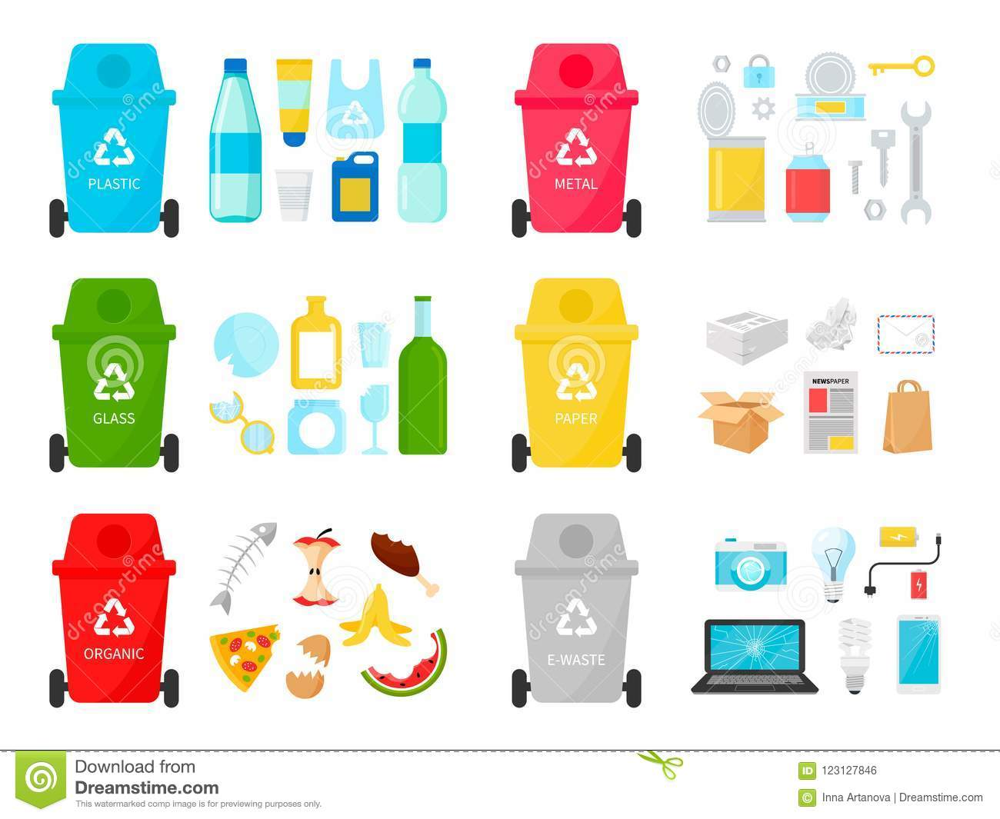 PLASTIC
METAL
GLASS
PAPER
NEWSPAPER
ORGANIC
E-WASTE
Download from
Dreamstime.com
This watermarked comp image is for previewing purposes only.
ID 123127846
© Inna Artanova | Dreamstime.com